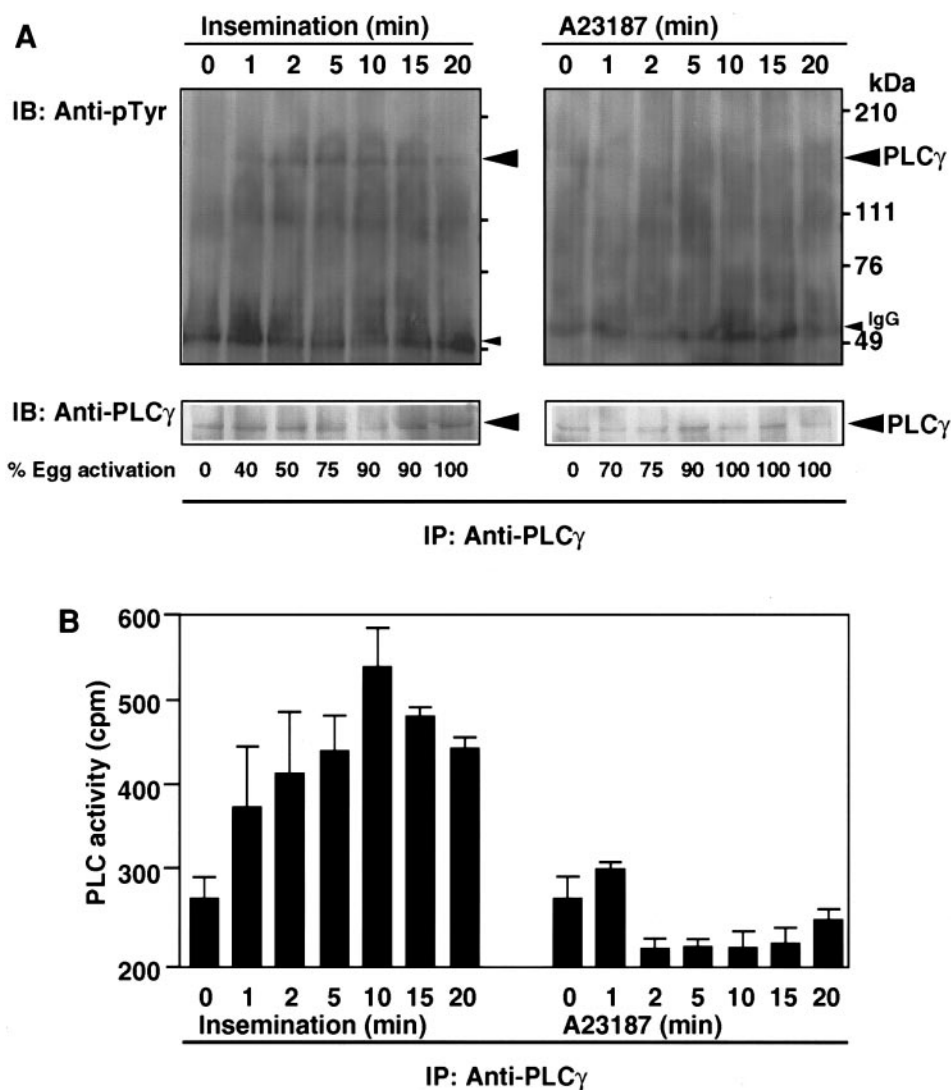 A
Insemination (min)
A23187 (min)
0 1 2 5 10 15 20
0 1 2 5 10 15 20
kDa
IB: Anti-pTyr
210
PLCγ
111
76
IgG
49
IB: Anti-PLCγ
PLCγ
% Egg activation
0 40 50 75 90 90 100
0 70 75 90 100 100 100
IP: Anti-PLCγ
B
PLC activity (cpm)
600
500
400
300
200
0 1 2 5 10 15 20
0 1 2 5 10 15 20
Insemination (min)
A23187 (min)
IP: Anti-PLCγ